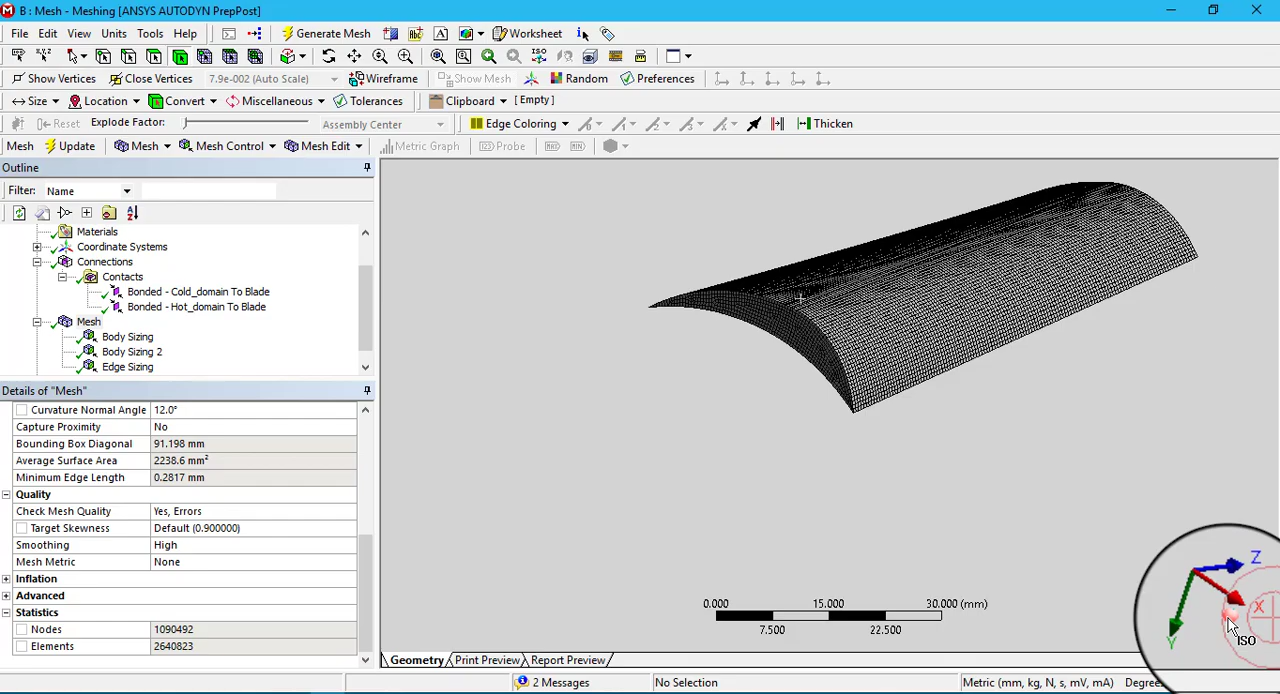 B : Mesh - Meshing [ANSYS AUTODYN PrepPost]
File Edit View Units Tools Help Generate Mesh A Worksheet i
Show Vertices Close Vertices 7.9e-002 (Auto Scale) Wireframe Show Mesh Random Preferences
Size Location Convert Miscellaneous Tolerances Clipboard [ Empty ]
Reset Explode Factor: Assembly Center Edge Coloring Thicken
Mesh Update Mesh Mesh Control Mesh Edit Metric Graph Probe MAX MIN
Outline
Filter: Name
Materials
Coordinate Systems
Connections
Contacts
Bonded - Cold_domain To Blade
Bonded - Hot_domain To Blade
Mesh
Body Sizing
Body Sizing 2
Edge Sizing
Details of "Mesh"
Curvature Normal Angle 12.0°
Capture Proximity No
Bounding Box Diagonal 91.198 mm
Average Surface Area 2238.6 mm²
Minimum Edge Length 0.2817 mm
Quality
Check Mesh Quality Yes, Errors
Target Skewness Default (0.900000)
Smoothing High
Mesh Metric None
Inflation
Advanced
Statistics
Nodes 1090492
Elements 2640823
0.000 15.000 30.000 (mm)
7.500 22.500
Z
X
Y
ISO
Geometry Print Preview Report Preview
2 Messages No Selection Metric (mm, kg, N, s, mV, mA) Degree